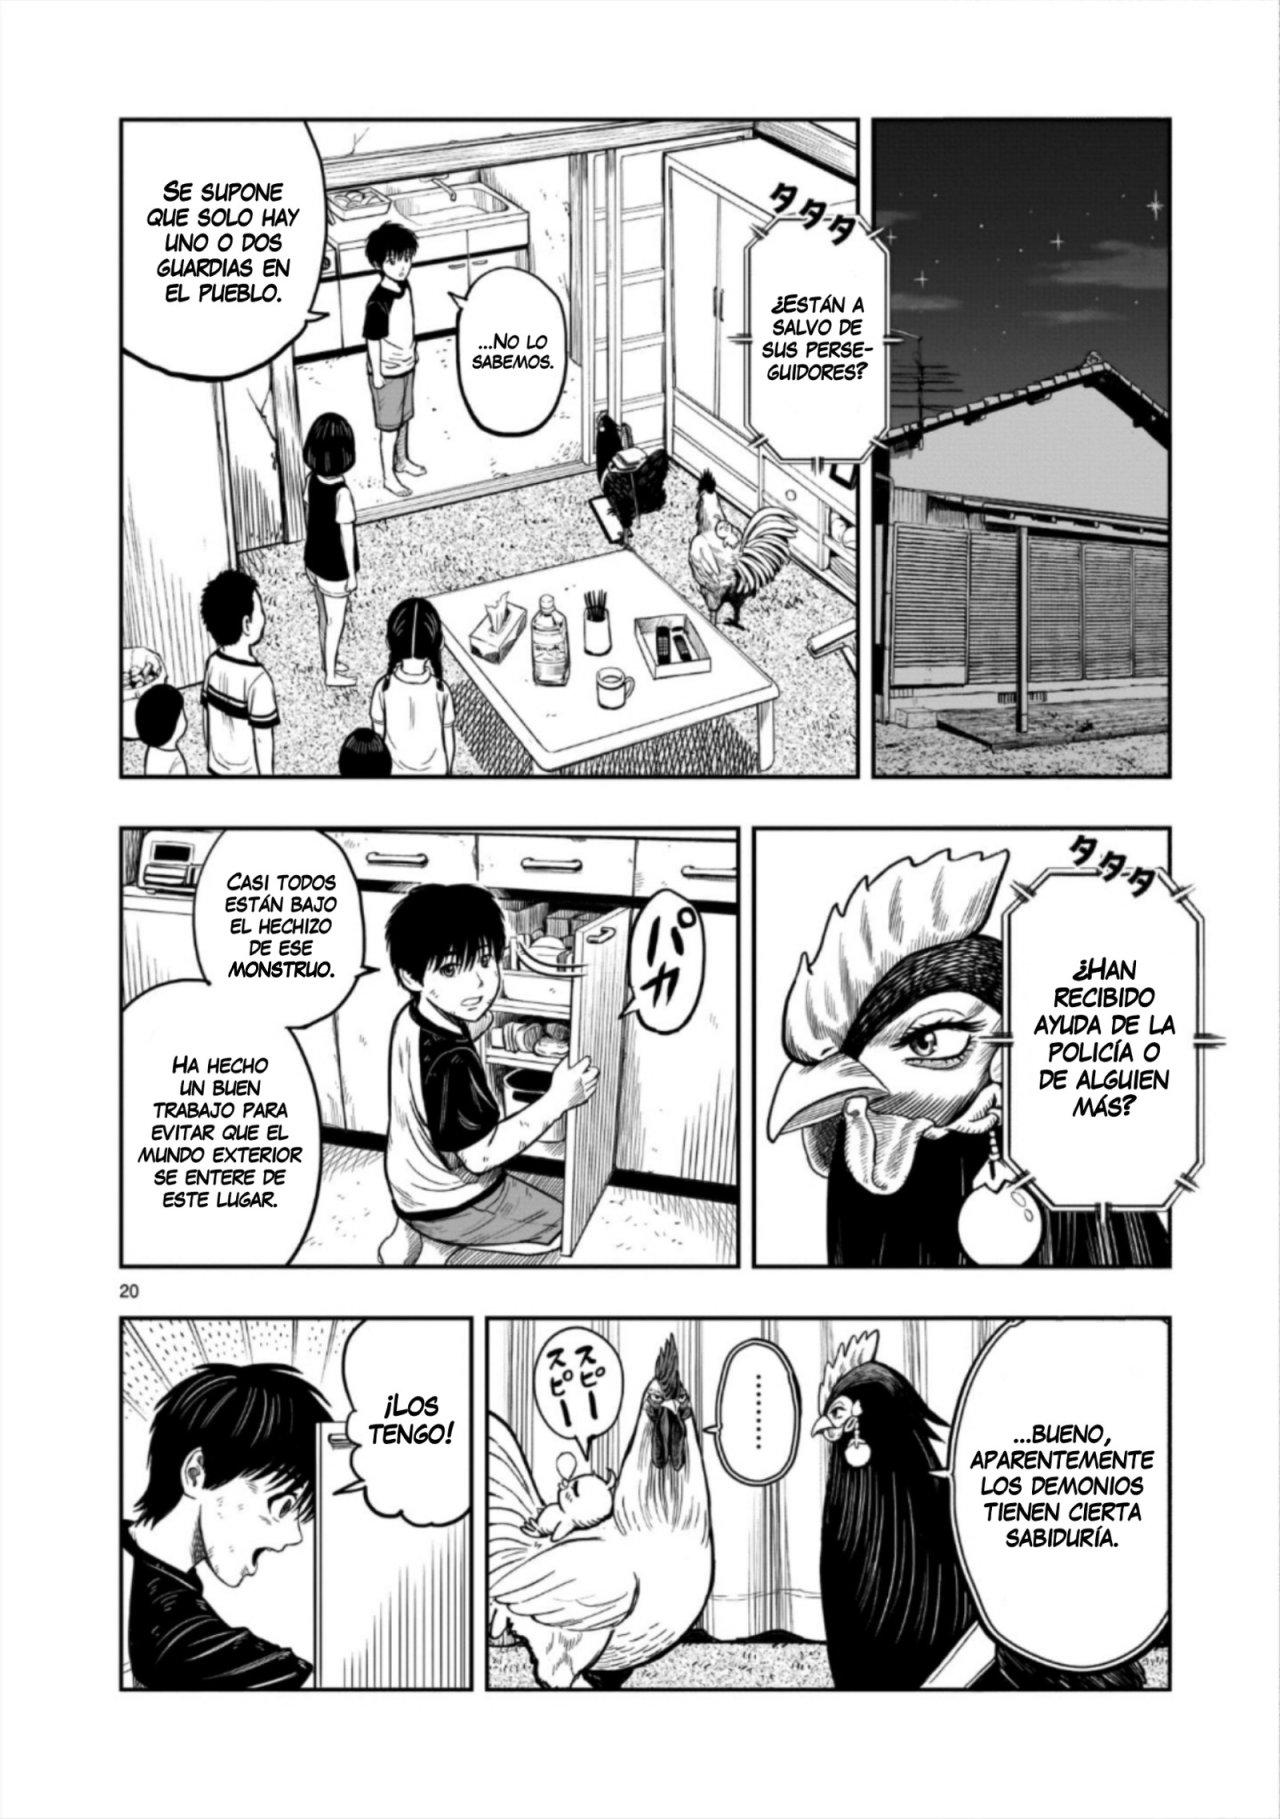 タタタ
¿ESTÁN A
SALVO DE
SUS PERSE-
GUIDORES?
...NO LO
SABEMOS.
SE SUPONE
QUE SOLO HAY
UNO O DOS
GUARDIAS EN
EL PUEBLO.
タタタ
¿HAN
RECIBIDO
AYUDA DE LA
POLICÍA O
DE ALGUIEN
MÁS?
パカ
CASI TODOS
ESTÁN BAJO
EL HECHIZO
DE ESE
MONSTRUO.
HA HECHO
UN BUEN
TRABAJO PARA
EVITAR QUE EL
MUNDO EXTERIOR
SE ENTERE DE
ESTE LUGAR.
20
...BUENO,
APARENTEMENTE
LOS DEMONIOS
TIENEN CIERTA
SABIDURÍA.
.........
スピー
スピー
¡LOS
TENGO!